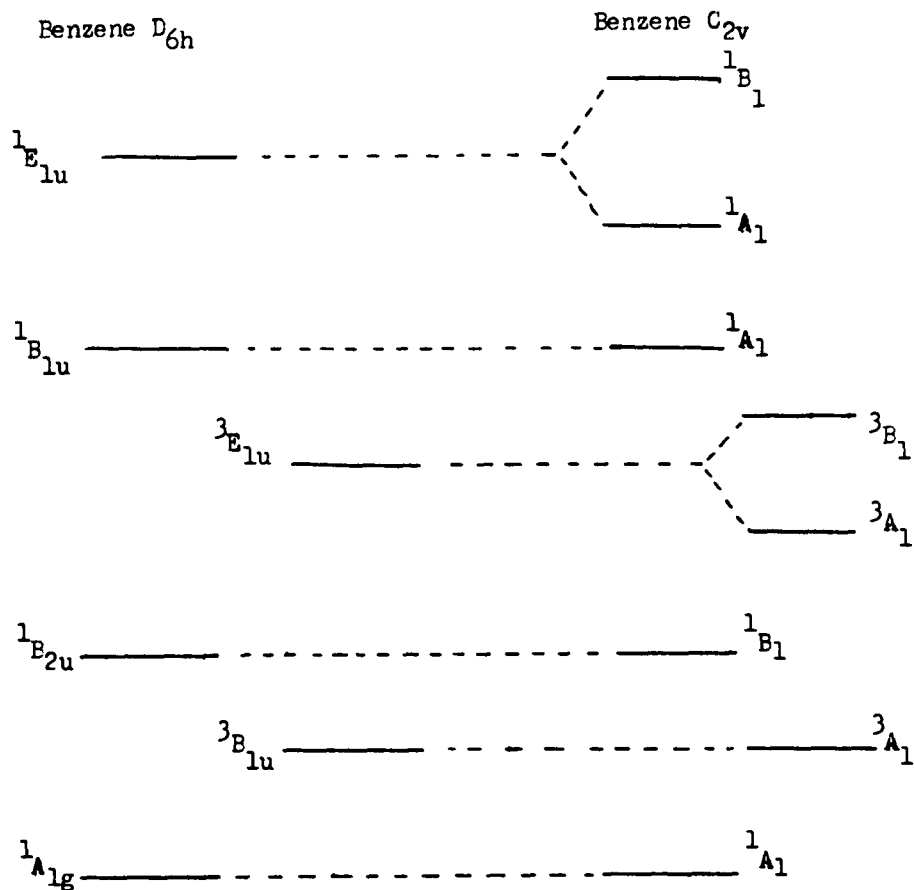 Benzene D6h Benzene C2v
1B1
1E1u
1A1
1B1u 1A1
3E1u 3B1
3A1
1B2u 1B1
3B1u 3A1
1A1g 1A1